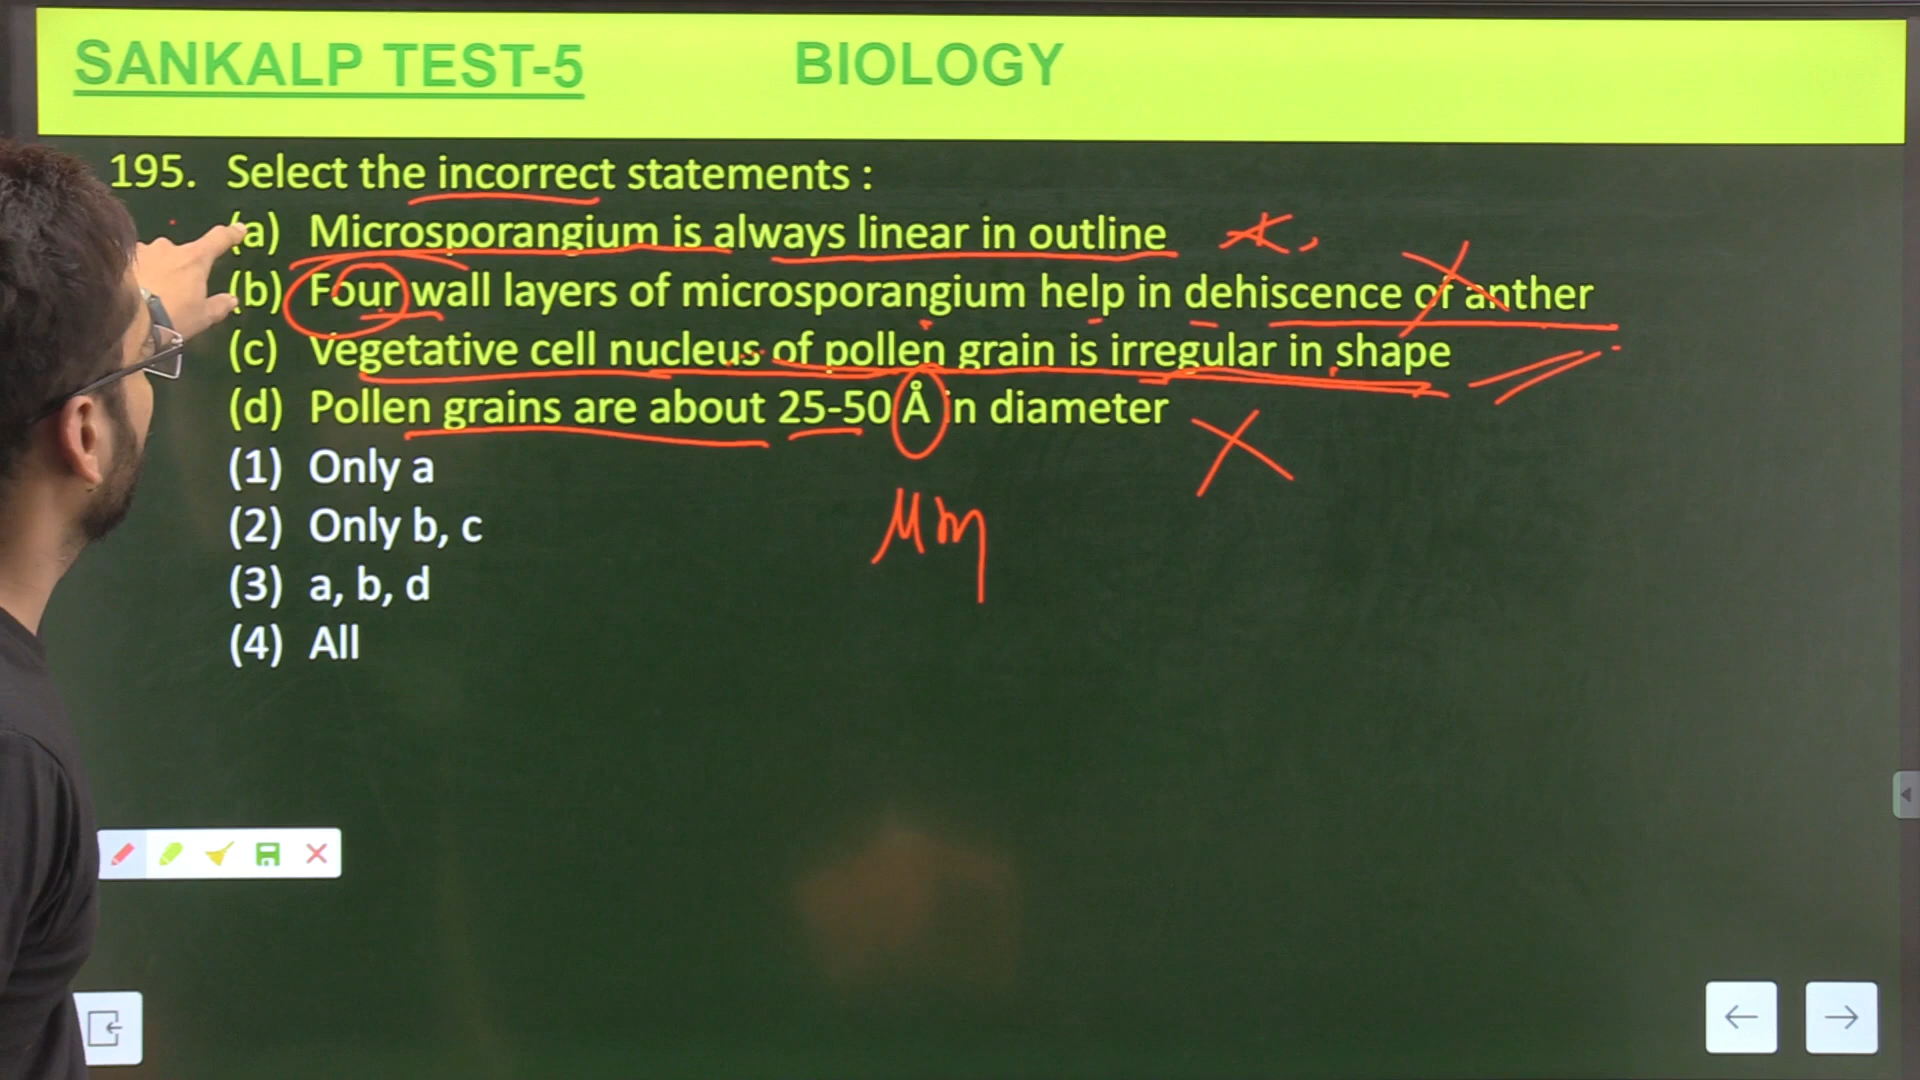 SANKALP TEST-5 BIOLOGY
195. Select the incorrect statements :
(a) Microsporangium is always linear in outline
(b) Four wall layers of microsporangium help in dehiscence of anther
(c) Vegetative cell nucleus of pollen grain is irregular in shape
(d) Pollen grains are about 25-50 Å in diameter
(1) Only a
μm
(2) Only b, c
(3) a, b, d
(4) All